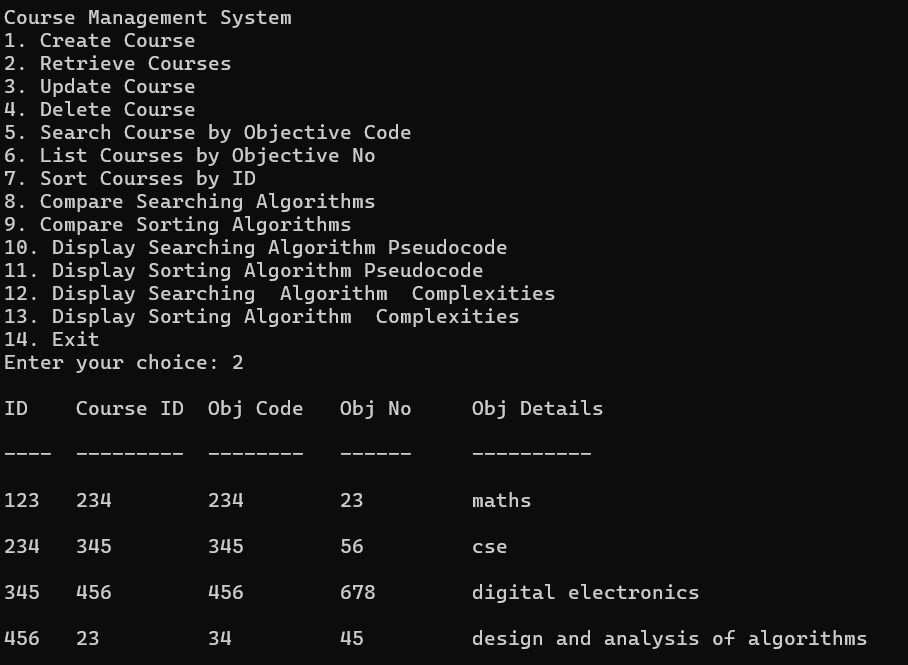 Course Management System
1. Create Course
2. Retrieve Courses
3. Update Course
4. Delete Course
5. Search Course by Objective Code
6. List Courses by Objective No
7. Sort Courses by ID
8. Compare Searching Algorithms
9. Compare Sorting Algorithms
10. Display Searching Algorithm Pseudocode
11. Display Sorting Algorithm Pseudocode
12. Display Searching  Algorithm  Complexities
13. Display Sorting Algorithm  Complexities
14. Exit
Enter your choice: 2
ID    Course ID  Obj Code   Obj No     Obj Details
----  ---------  --------   ------     ----------
123   234        234        23         maths
234   345        345        56         cse
345   456        456        678        digital electronics
456   23         34         45         design and analysis of algorithms